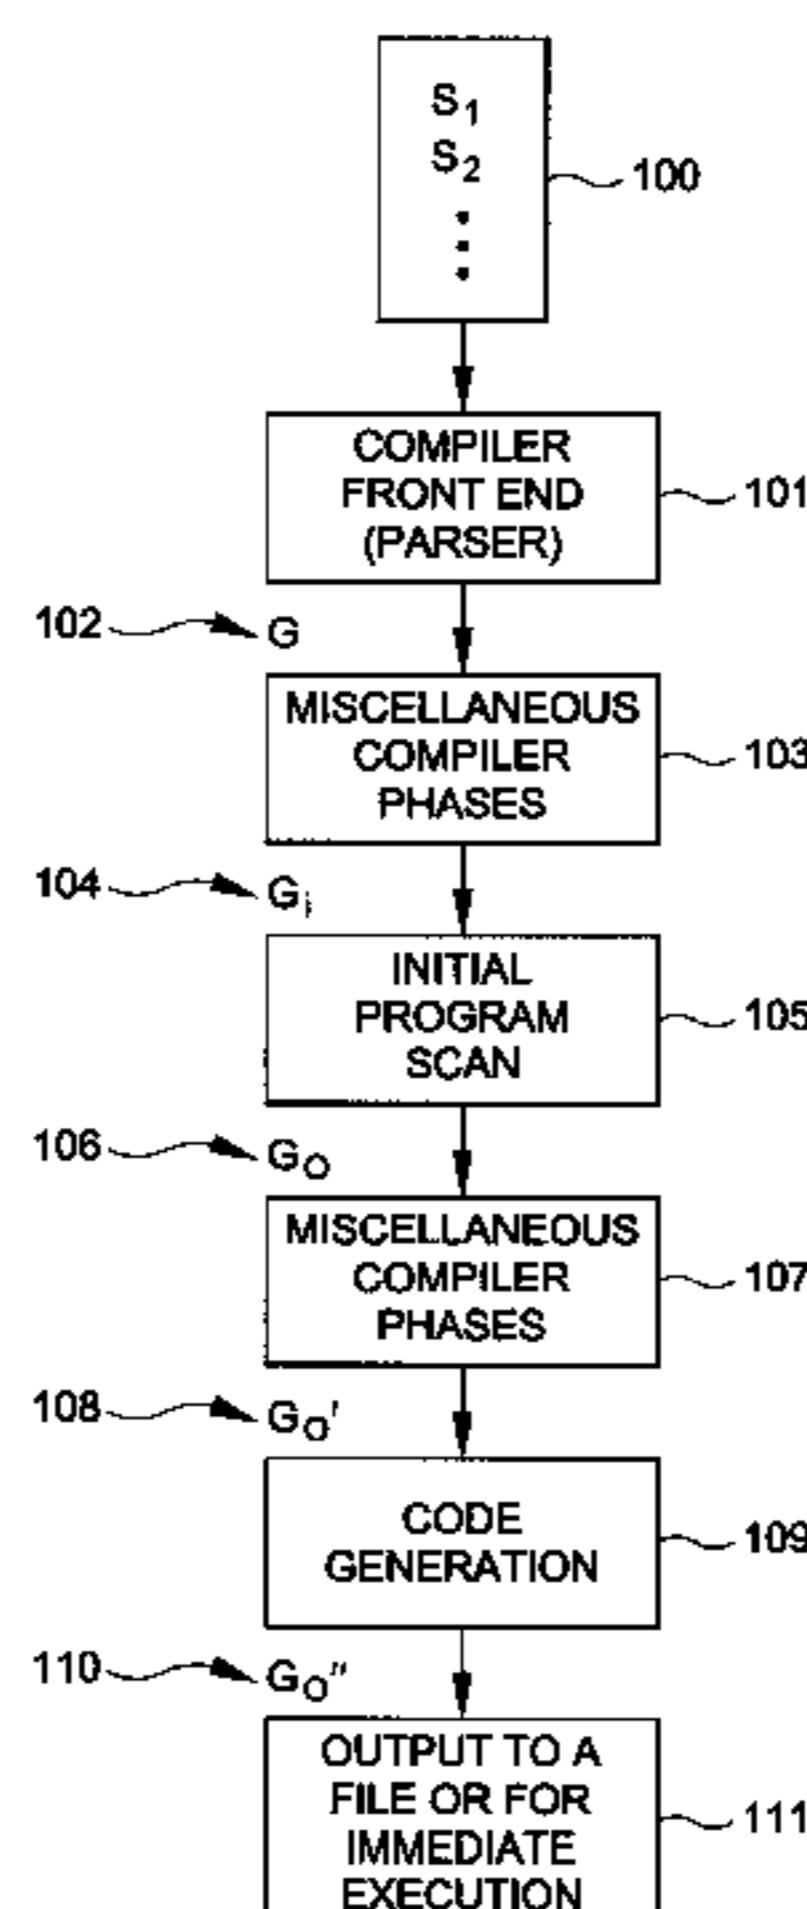 S1
S2
100
COMPILER
FRONT END
(PARSER)
101
102
G
MISCELLANEOUS
COMPILER
PHASES
103
104
Gi
INITIAL
PROGRAM
SCAN
105
106
GO
MISCELLANEOUS
COMPILER
PHASES
107
108
GO'
CODE
GENERATION
109
110
GO"
OUTPUT TO A
FILE OR FOR
IMMEDIATE
EXECUTION
111